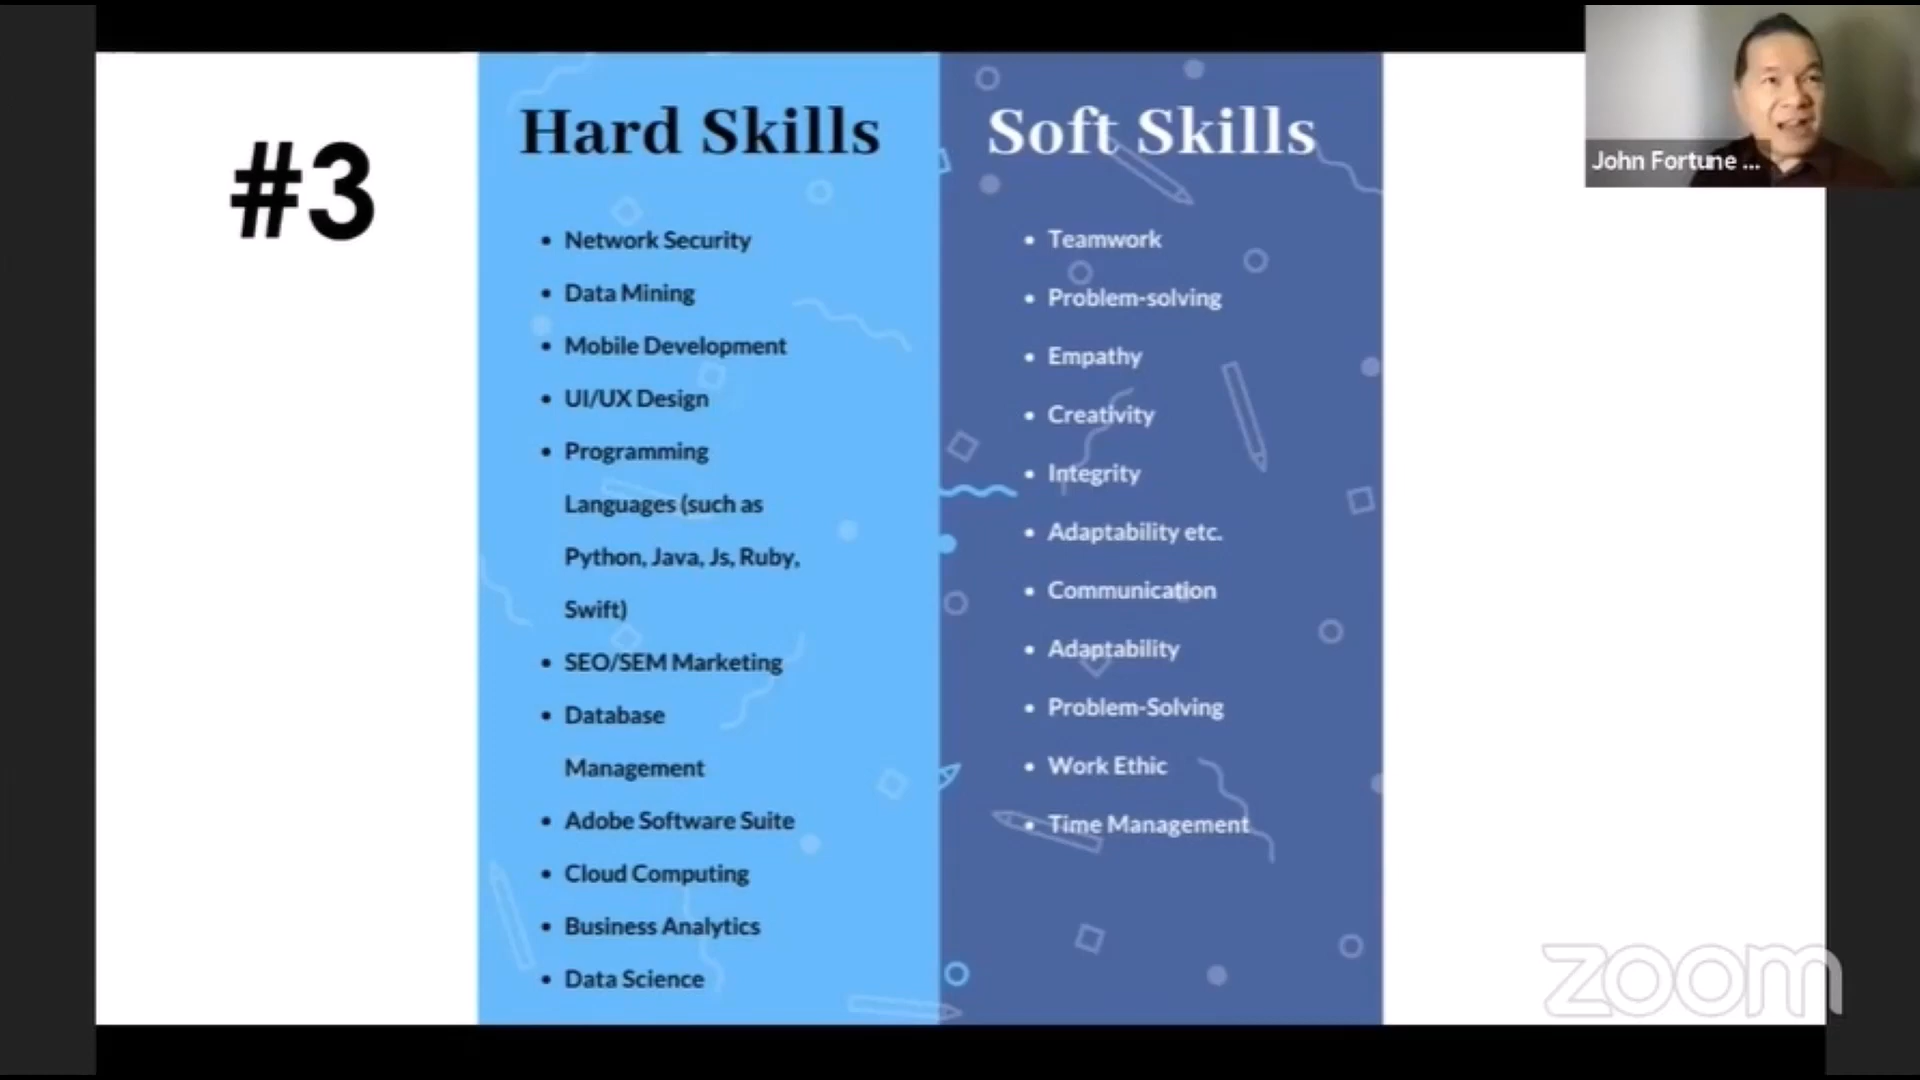 #3
Hard Skills
• Network Security
• Data Mining
• Mobile Development
• UI/UX Design
• Programming
Languages (such as
Python, Java, Js, Ruby,
Swift)
• SEO/SEM Marketing
• Database
Management
• Adobe Software Suite
• Cloud Computing
• Business Analytics
• Data Science
Soft Skills
• Teamwork
• Problem-solving
• Empathy
• Creativity
• Integrity
• Adaptability etc.
• Communication
• Adaptability
• Problem-Solving
• Work Ethic
• Time Management
John Fortune ...
zoom